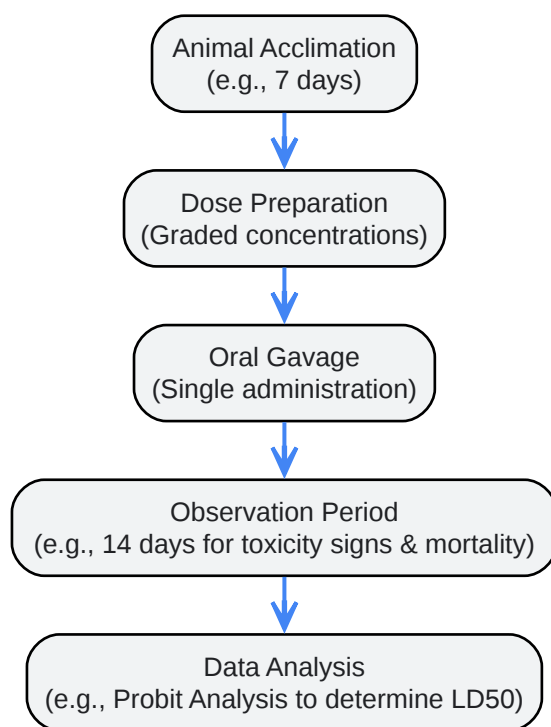 Animal Acclimation
(e.g., 7 days)
Dose Preparation
(Graded concentrations)
Oral Gavage
(Single administration)
Observation Period
(e.g., 14 days for toxicity signs & mortality)
Data Analysis
(e.g., Probit Analysis to determine LD50)